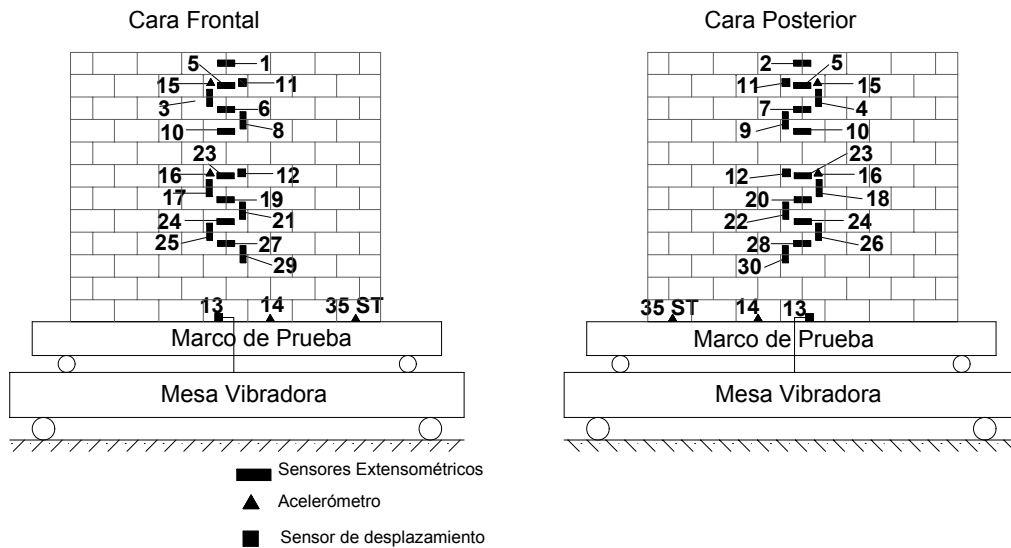 Cara Frontal
5 1
15 11
3 6
10 8
23
16 12
17 19
24 21
25 27
29
13 14 35 ST
Marco de Prueba
Mesa Vibradora
Cara Posterior
2 5
11 15
7 4
9 10
23
12 16
20 18
22 24
28 26
30
35 ST 14 13
Marco de Prueba
Mesa Vibradora
Sensores Extensométricos
Acelerómetro
Sensor de desplazamiento